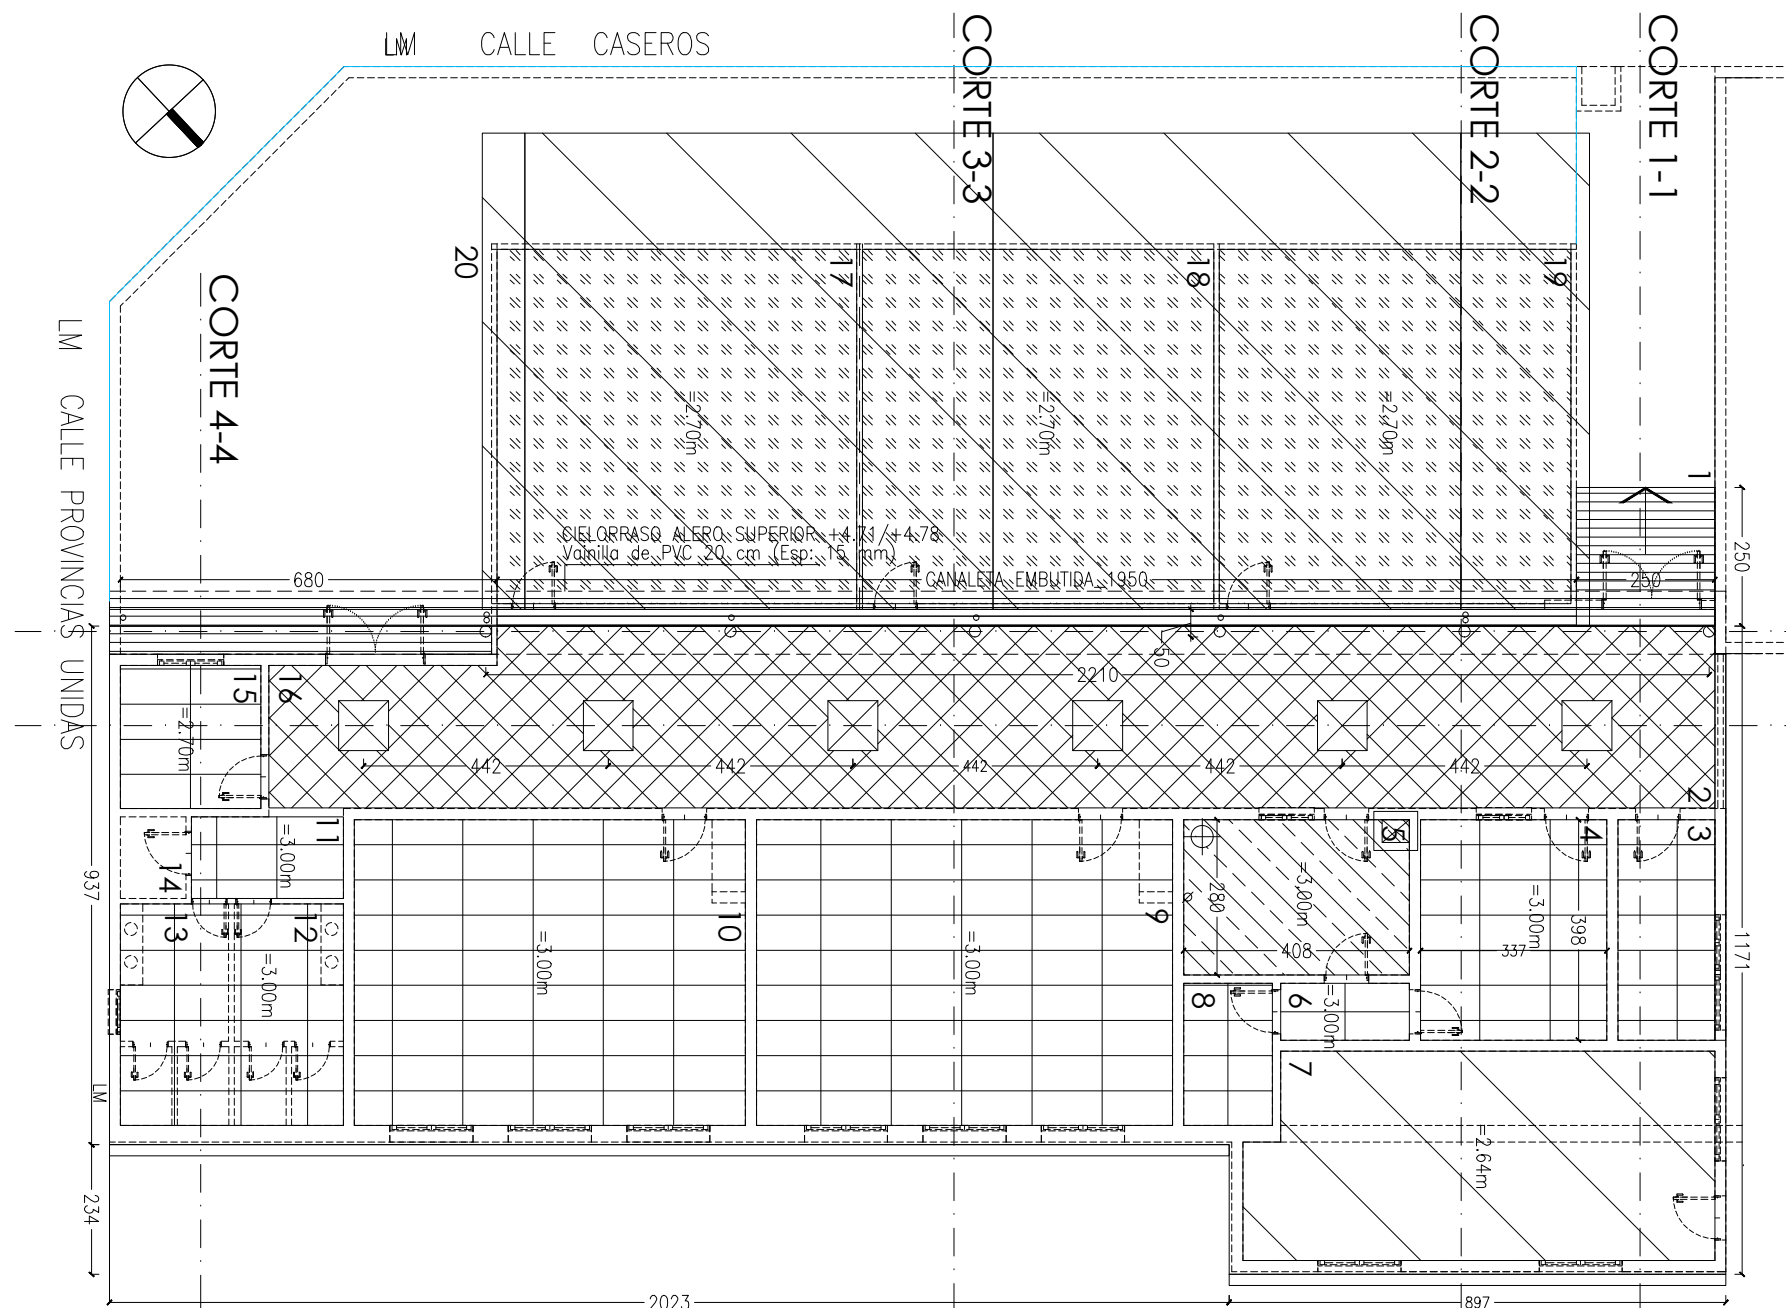 LM CALLE CASEROS
CORTE 3-3
CORTE 2-2
CORTE 1-1
CORTE 4-4
LM CALLE PROVINCIAS UNIDAS
20
17
18
19
1
=2.70m
=2.70m
=2.70m
CIELORRASO ALERO SUPERIOR +4.71/+4.78
Vainilla de PVC 20 cm (Esp: 15 mm)
CANALETA EMBUTIDA 1950
680
250
250
50
2210
15
16
=2.70m
442
442
442
442
442
2
3
4
5
11
=3.00m
14
13
12
=3.00m
10
=3.00m
9
=3.00m
=3,00m
280
408
=3.00m
398
337
8
6
=3.00m
7
=2.64m
937
1171
LM
234
2023
897